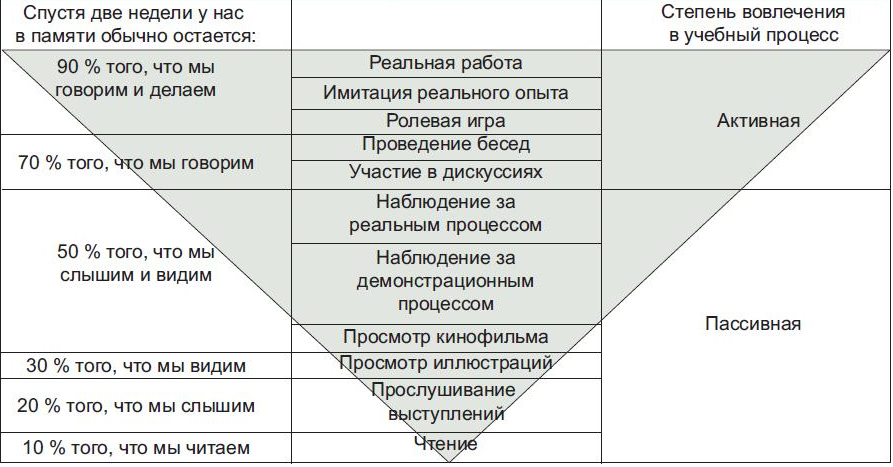 Спустя две недели у нас
в памяти обычно остается:
Степень вовлечения
в учебный процесс
90 % того, что мы
говорим и делаем
Реальная работа
Имитация реального опыта
Ролевая игра
Активная
70 % того, что мы говорим
Проведение бесед
Участие в дискуссиях
50 % того, что мы
слышим и видим
Наблюдение за
реальным процессом
Наблюдение за
демонстрационным
процессом
Просмотр кинофильма
Пассивная
30 % того, что мы видим
Просмотр иллюстраций
20 % того, что мы слышим
Прослушивание
выступлений
10 % того, что мы читаем
Чтение